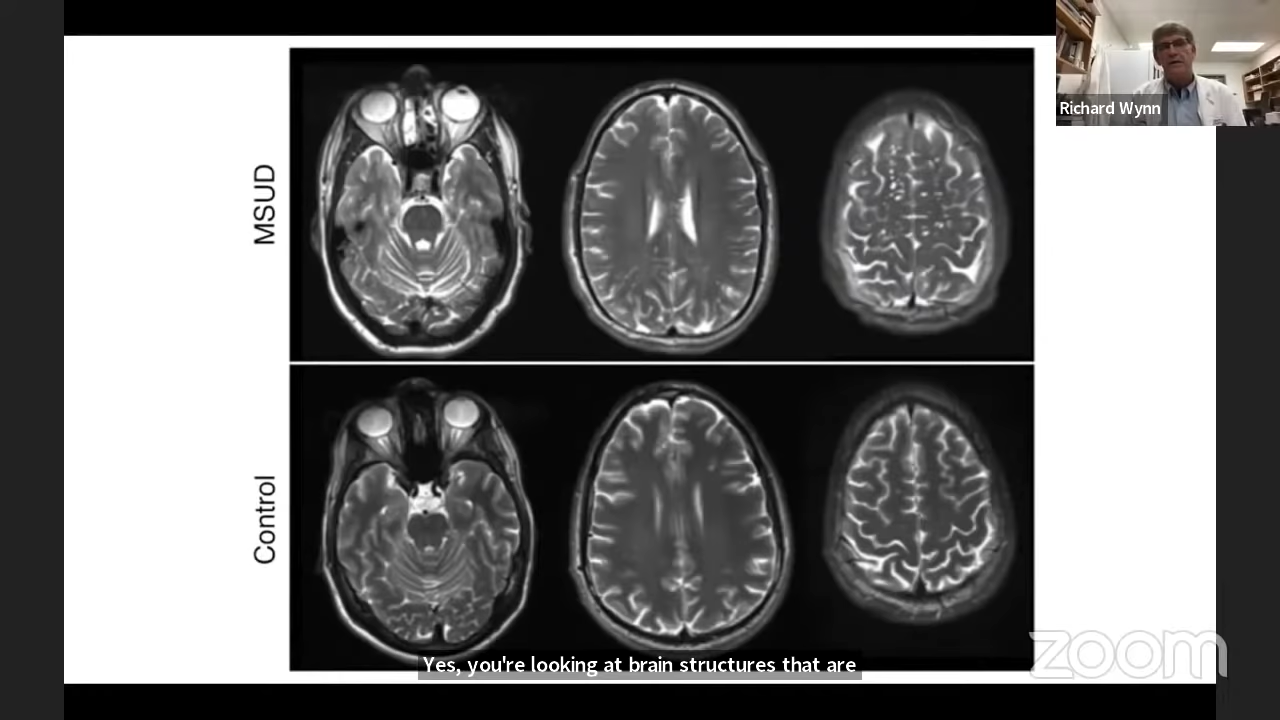 Richard Wynn
MSUD
Control
Yes, you're looking at brain structures that are
zoom